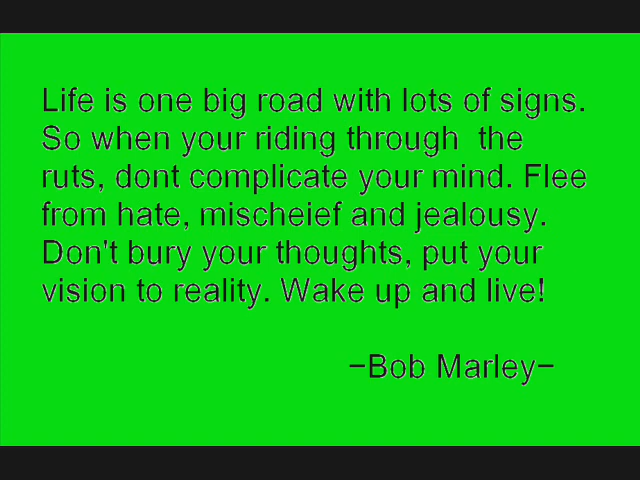 Life is one big road with lots of signs.
So when your riding through  the
ruts, dont complicate your mind. Flee
from hate, mischeief and jealousy.
Don't bury your thoughts, put your
vision to reality. Wake up and live!
−Bob Marley−